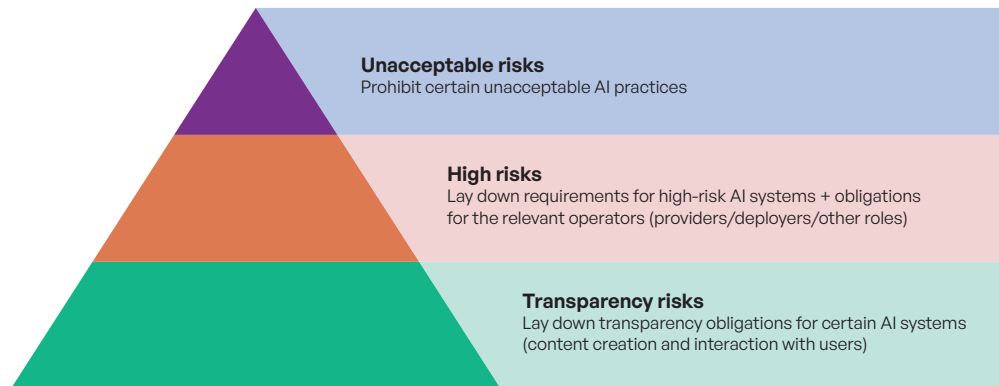 Unacceptable risks
Prohibit certain unacceptable AI practices
High risks
Lay down requirements for high-risk AI systems + obligations
for the relevant operators (providers/deployers/other roles)
Transparency risks
Lay down transparency obligations for certain AI systems
(content creation and interaction with users)